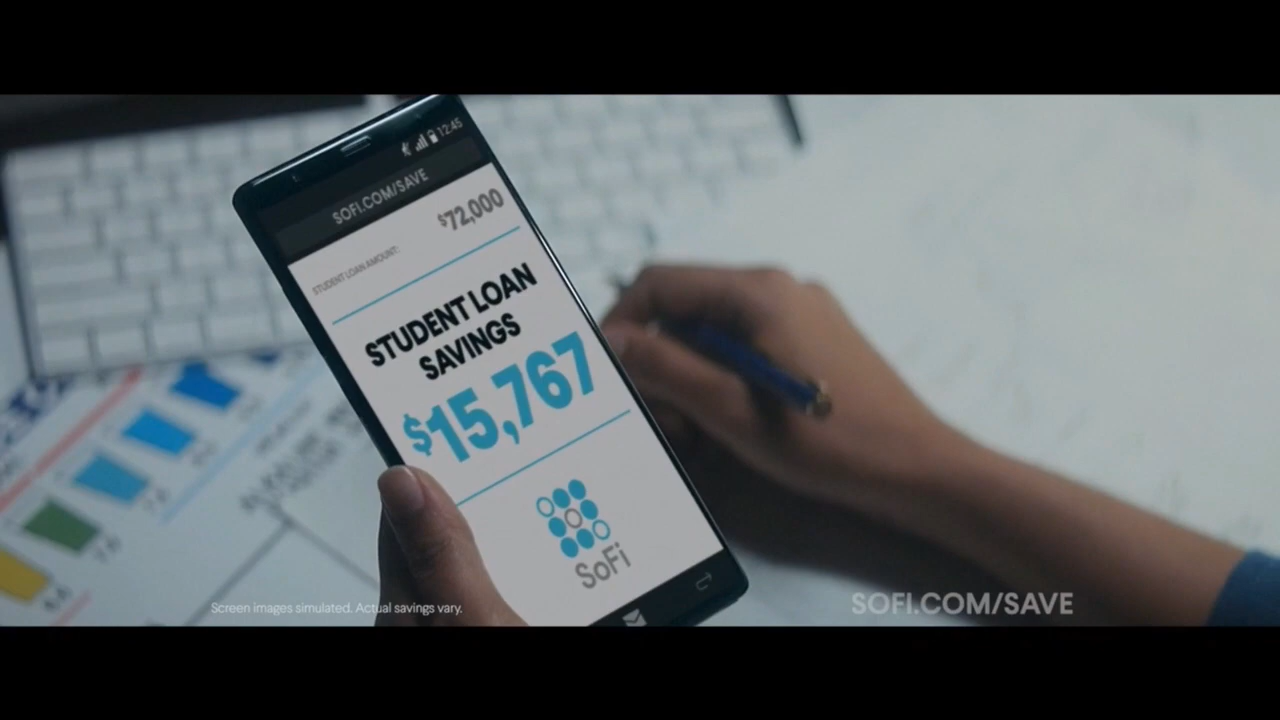 12:45
SOFI.COM/SAVE
$72,000
STUDENT LOAN AMOUNT:
STUDENT LOAN
SAVINGS
$15,767
SoFi
Screen images simulated. Actual savings vary.
SOFI.COM/SAVE